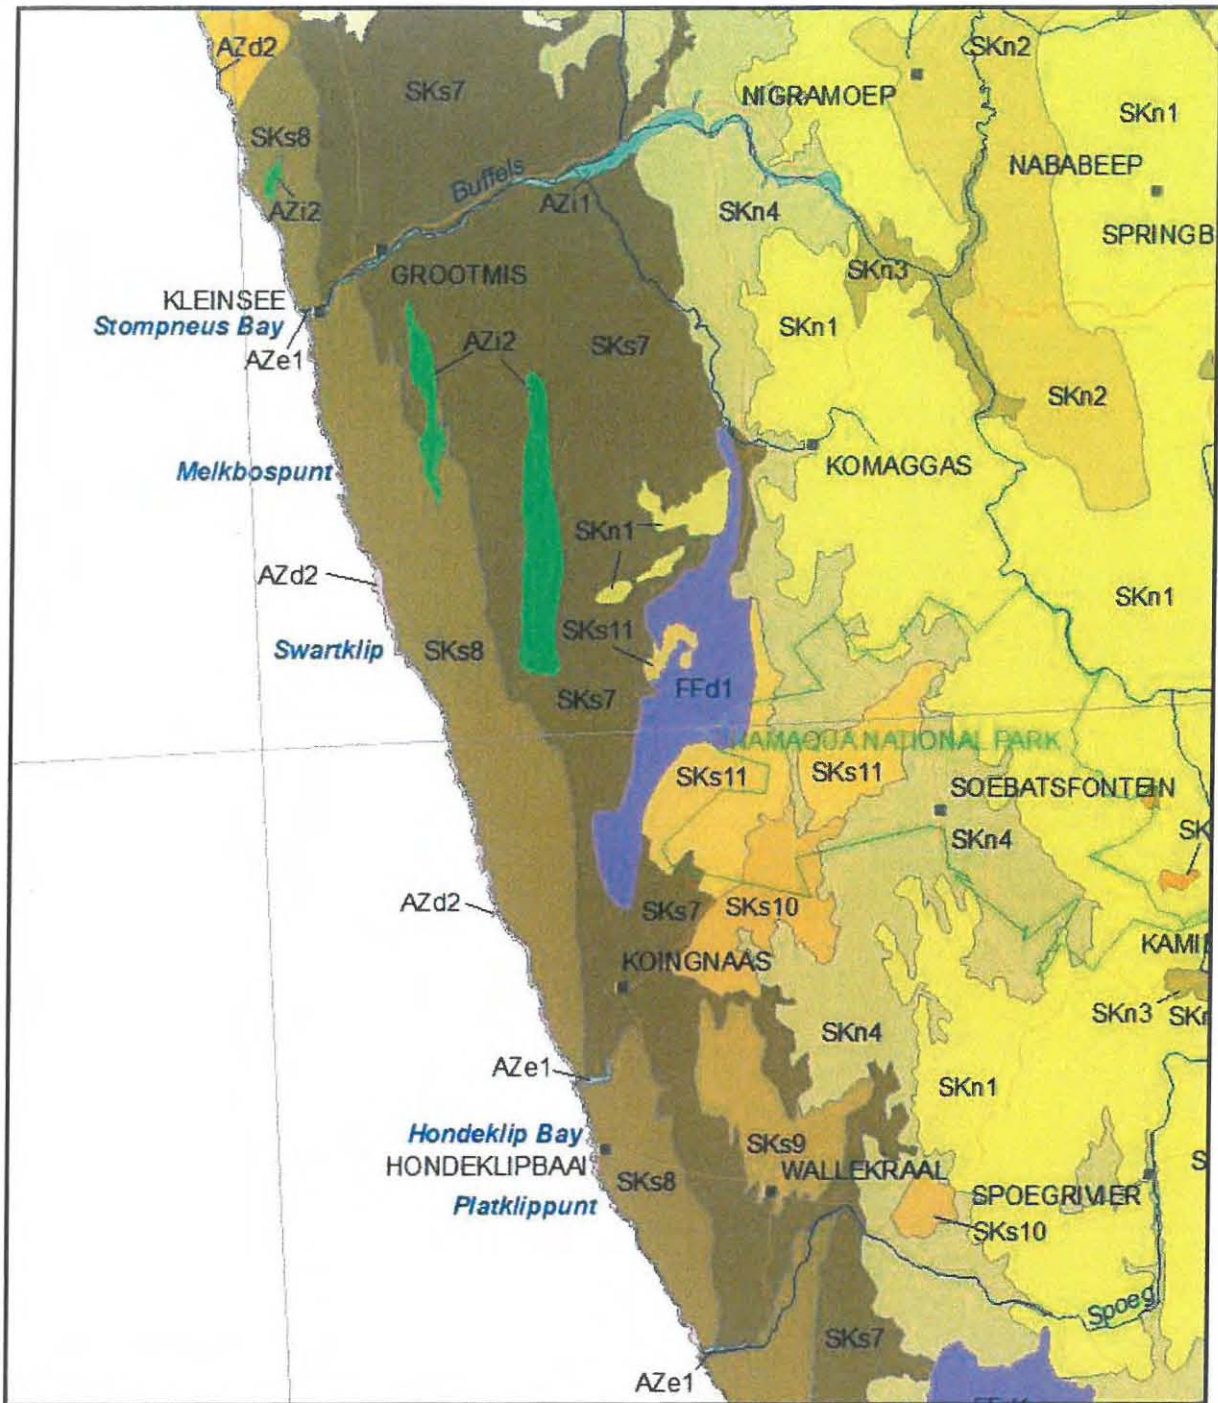 AZd2
SKs7
SKn2
NIGRAMOEP
SKn1
SKs8
NABABEEP
Buffels
AZi1
AZi2
SKn4
SPRINGB
GROOTMIS
SKn3
KLEINSEE
Stompneus Bay
AZe1
AZi2
SKs7
SKn1
SKn2
Melkbospunt
KOMAGGAS
SKn1
AZd2
SKn1
Swartklip
SKs8
SKs11
SKs7
FFd1
NAMAQUA NATIONAL PARK
SKs11
SKs11
SOEBATSFONTEIN
SKn4
SK
AZd2
SKs7
SKs10
KOINGNAAS
KAMI
SKn4
SKn3
SKn
AZe1
SKn1
Hondeklip Bay
HONDEKLIPBAAI
SKs9
WALLEKRAAL
S
SKs8
SPOEGRIVIER
Platklippunt
SKs10
Spoeg
SKs7
AZe1